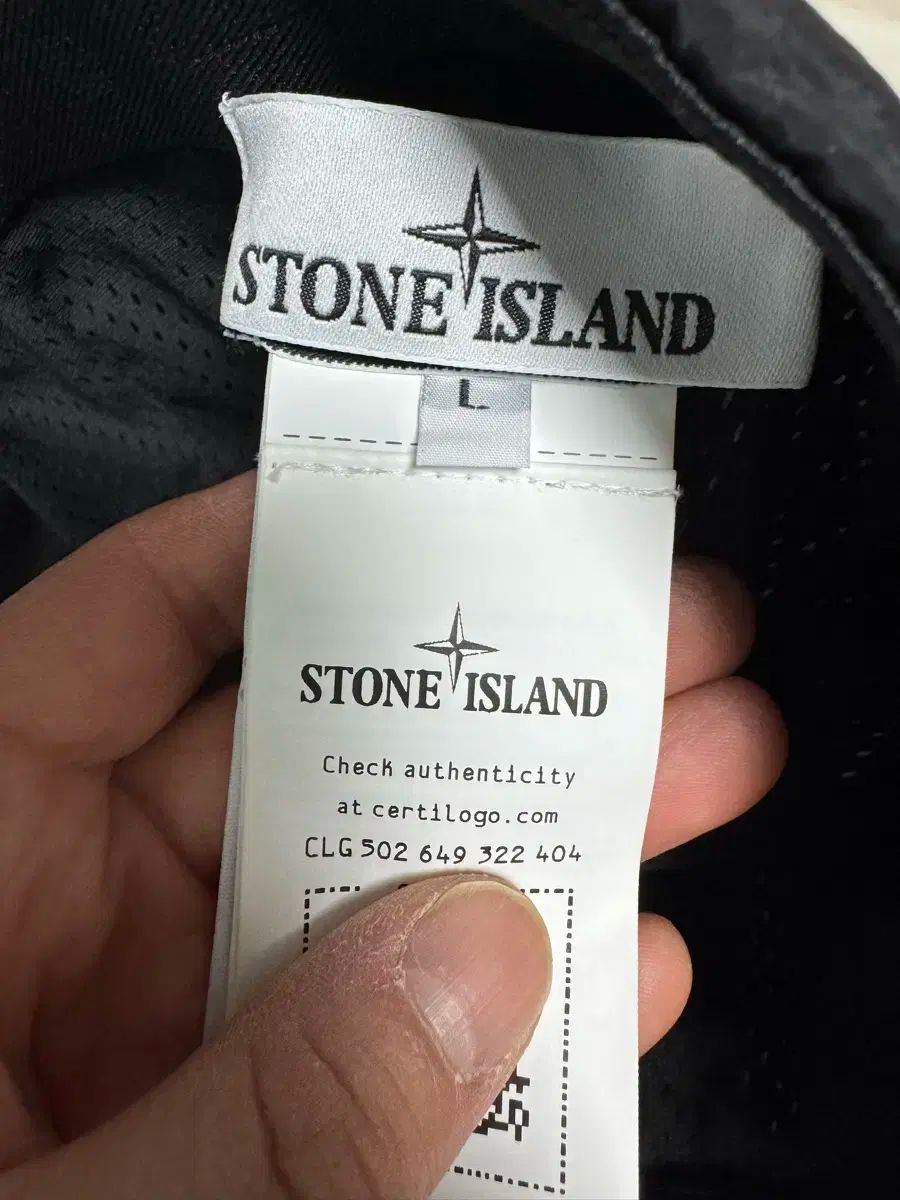 STONE ISLAND
L
STONE ISLAND
Check authenticity
at certilogo.com
CLG 502 649 322 404